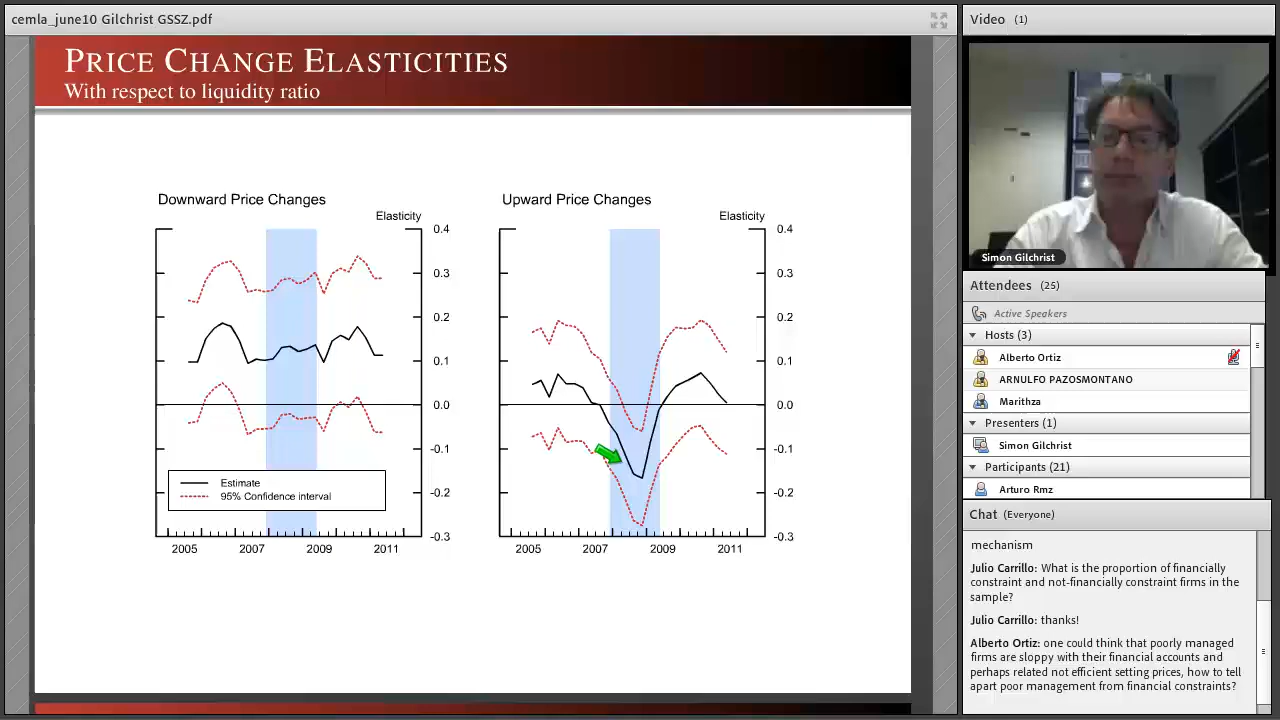 cemla_june10 Gilchrist GSSZ.pdf
PRICE CHANGE ELASTICITIES
With respect to liquidity ratio
Downward Price Changes
Elasticity
0.4
0.3
0.2
0.1
0.0
-0.1
-0.2
-0.3
Estimate
95% Confidence interval
2005 2007 2009 2011
Upward Price Changes
Elasticity
0.4
0.3
0.2
0.1
0.0
-0.1
-0.2
-0.3
2005 2007 2009 2011
Video (1)
Simon Gilchrist
Attendees (25)
Active Speakers
Hosts (3)
Alberto Ortiz
ARNULFO PAZOSMONTANO
Marithza
Presenters (1)
Simon Gilchrist
Participants (21)
Arturo Rmz
Chat (Everyone)
mechanism
Julio Carrillo: What is the proportion of financially
constraint and not-financially constraint firms in the
sample?
Julio Carrillo: thanks!
Alberto Ortiz: one could think that poorly managed
firms are sloppy with their financial accounts and
perhaps related not efficient setting prices, how to tell
apart poor management from financial constraints?